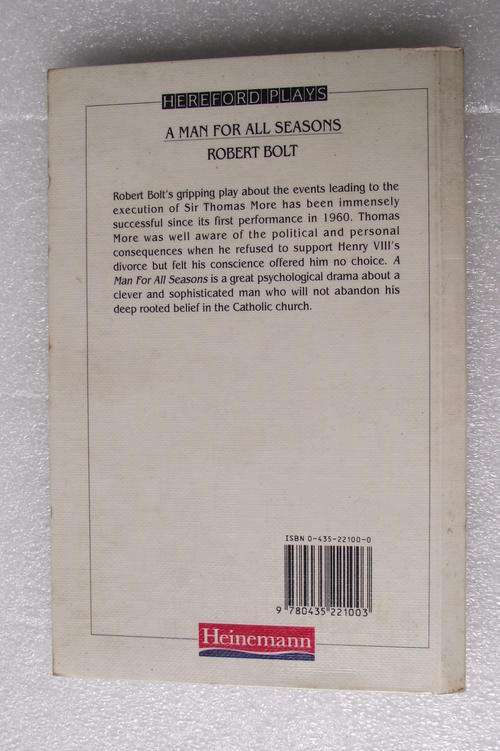 HEREFORD PLAYS
A MAN FOR ALL SEASONS
ROBERT BOLT
Robert Bolt's gripping play about the events leading to the
execution of Sir Thomas More has been immensely
successful since its first performance in 1960. Thomas
More was well aware of the political and personal
consequences when he refused to support Henry VIII's
divorce but felt his conscience offered him no choice. A
Man For All Seasons is a great psychological drama about a
clever and sophisticated man who will not abandon his
deep rooted belief in the Catholic church.
ISBN 0-435-22100-0
9 780435 221003
Heinemann